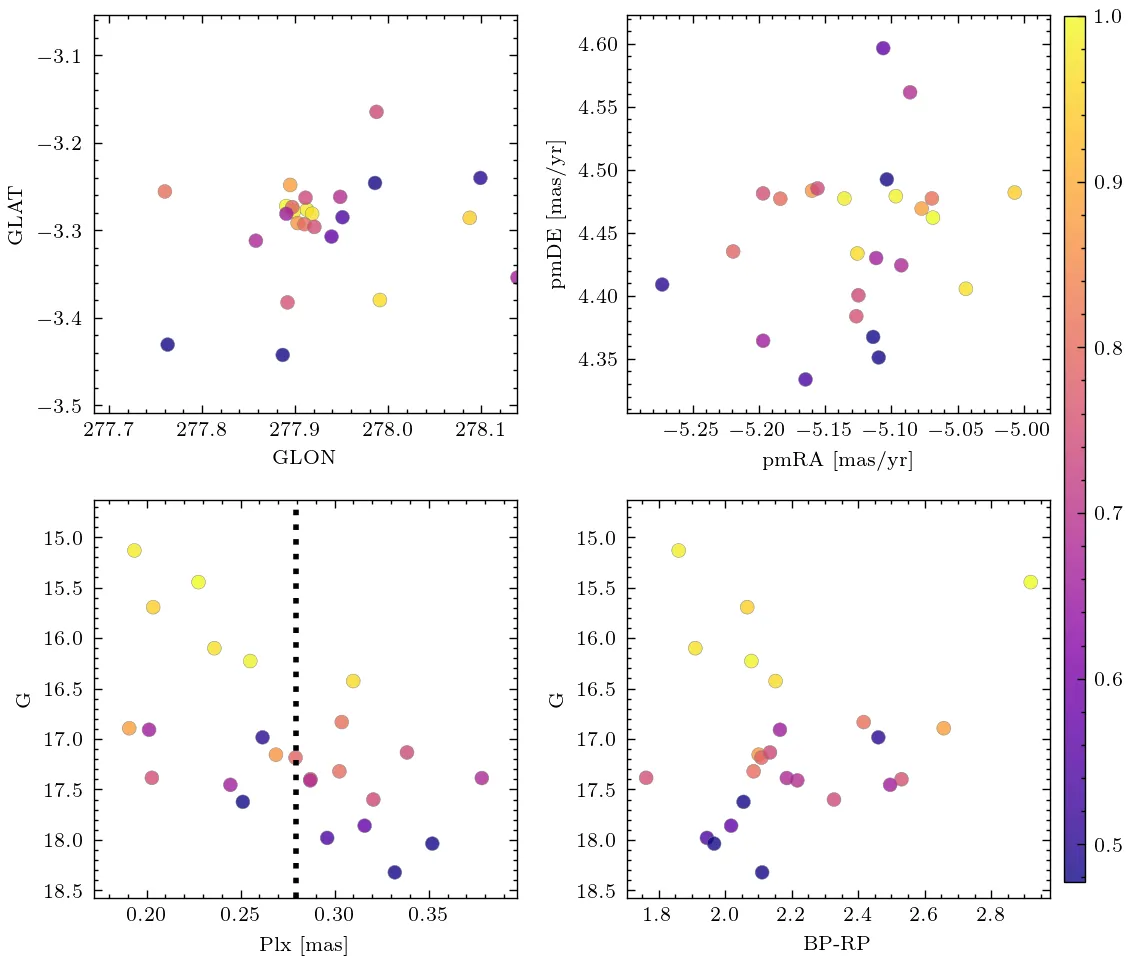 −3.1
−3.2
−3.3
−3.4
−3.5
GLAT
277.7 277.8 277.9 278.0 278.1
GLON
4.60
4.55
4.50
4.45
4.40
4.35
pmDE [mas/yr]
−5.25 −5.20 −5.15 −5.10 −5.05 −5.00
pmRA [mas/yr]
1.0
0.9
0.8
0.7
0.6
0.5
15.0
15.5
16.0
16.5
17.0
17.5
18.0
18.5
G
0.20 0.25 0.30 0.35
Plx [mas]
15.0
15.5
16.0
16.5
17.0
17.5
18.0
18.5
G
1.8 2.0 2.2 2.4 2.6 2.8
BP-RP